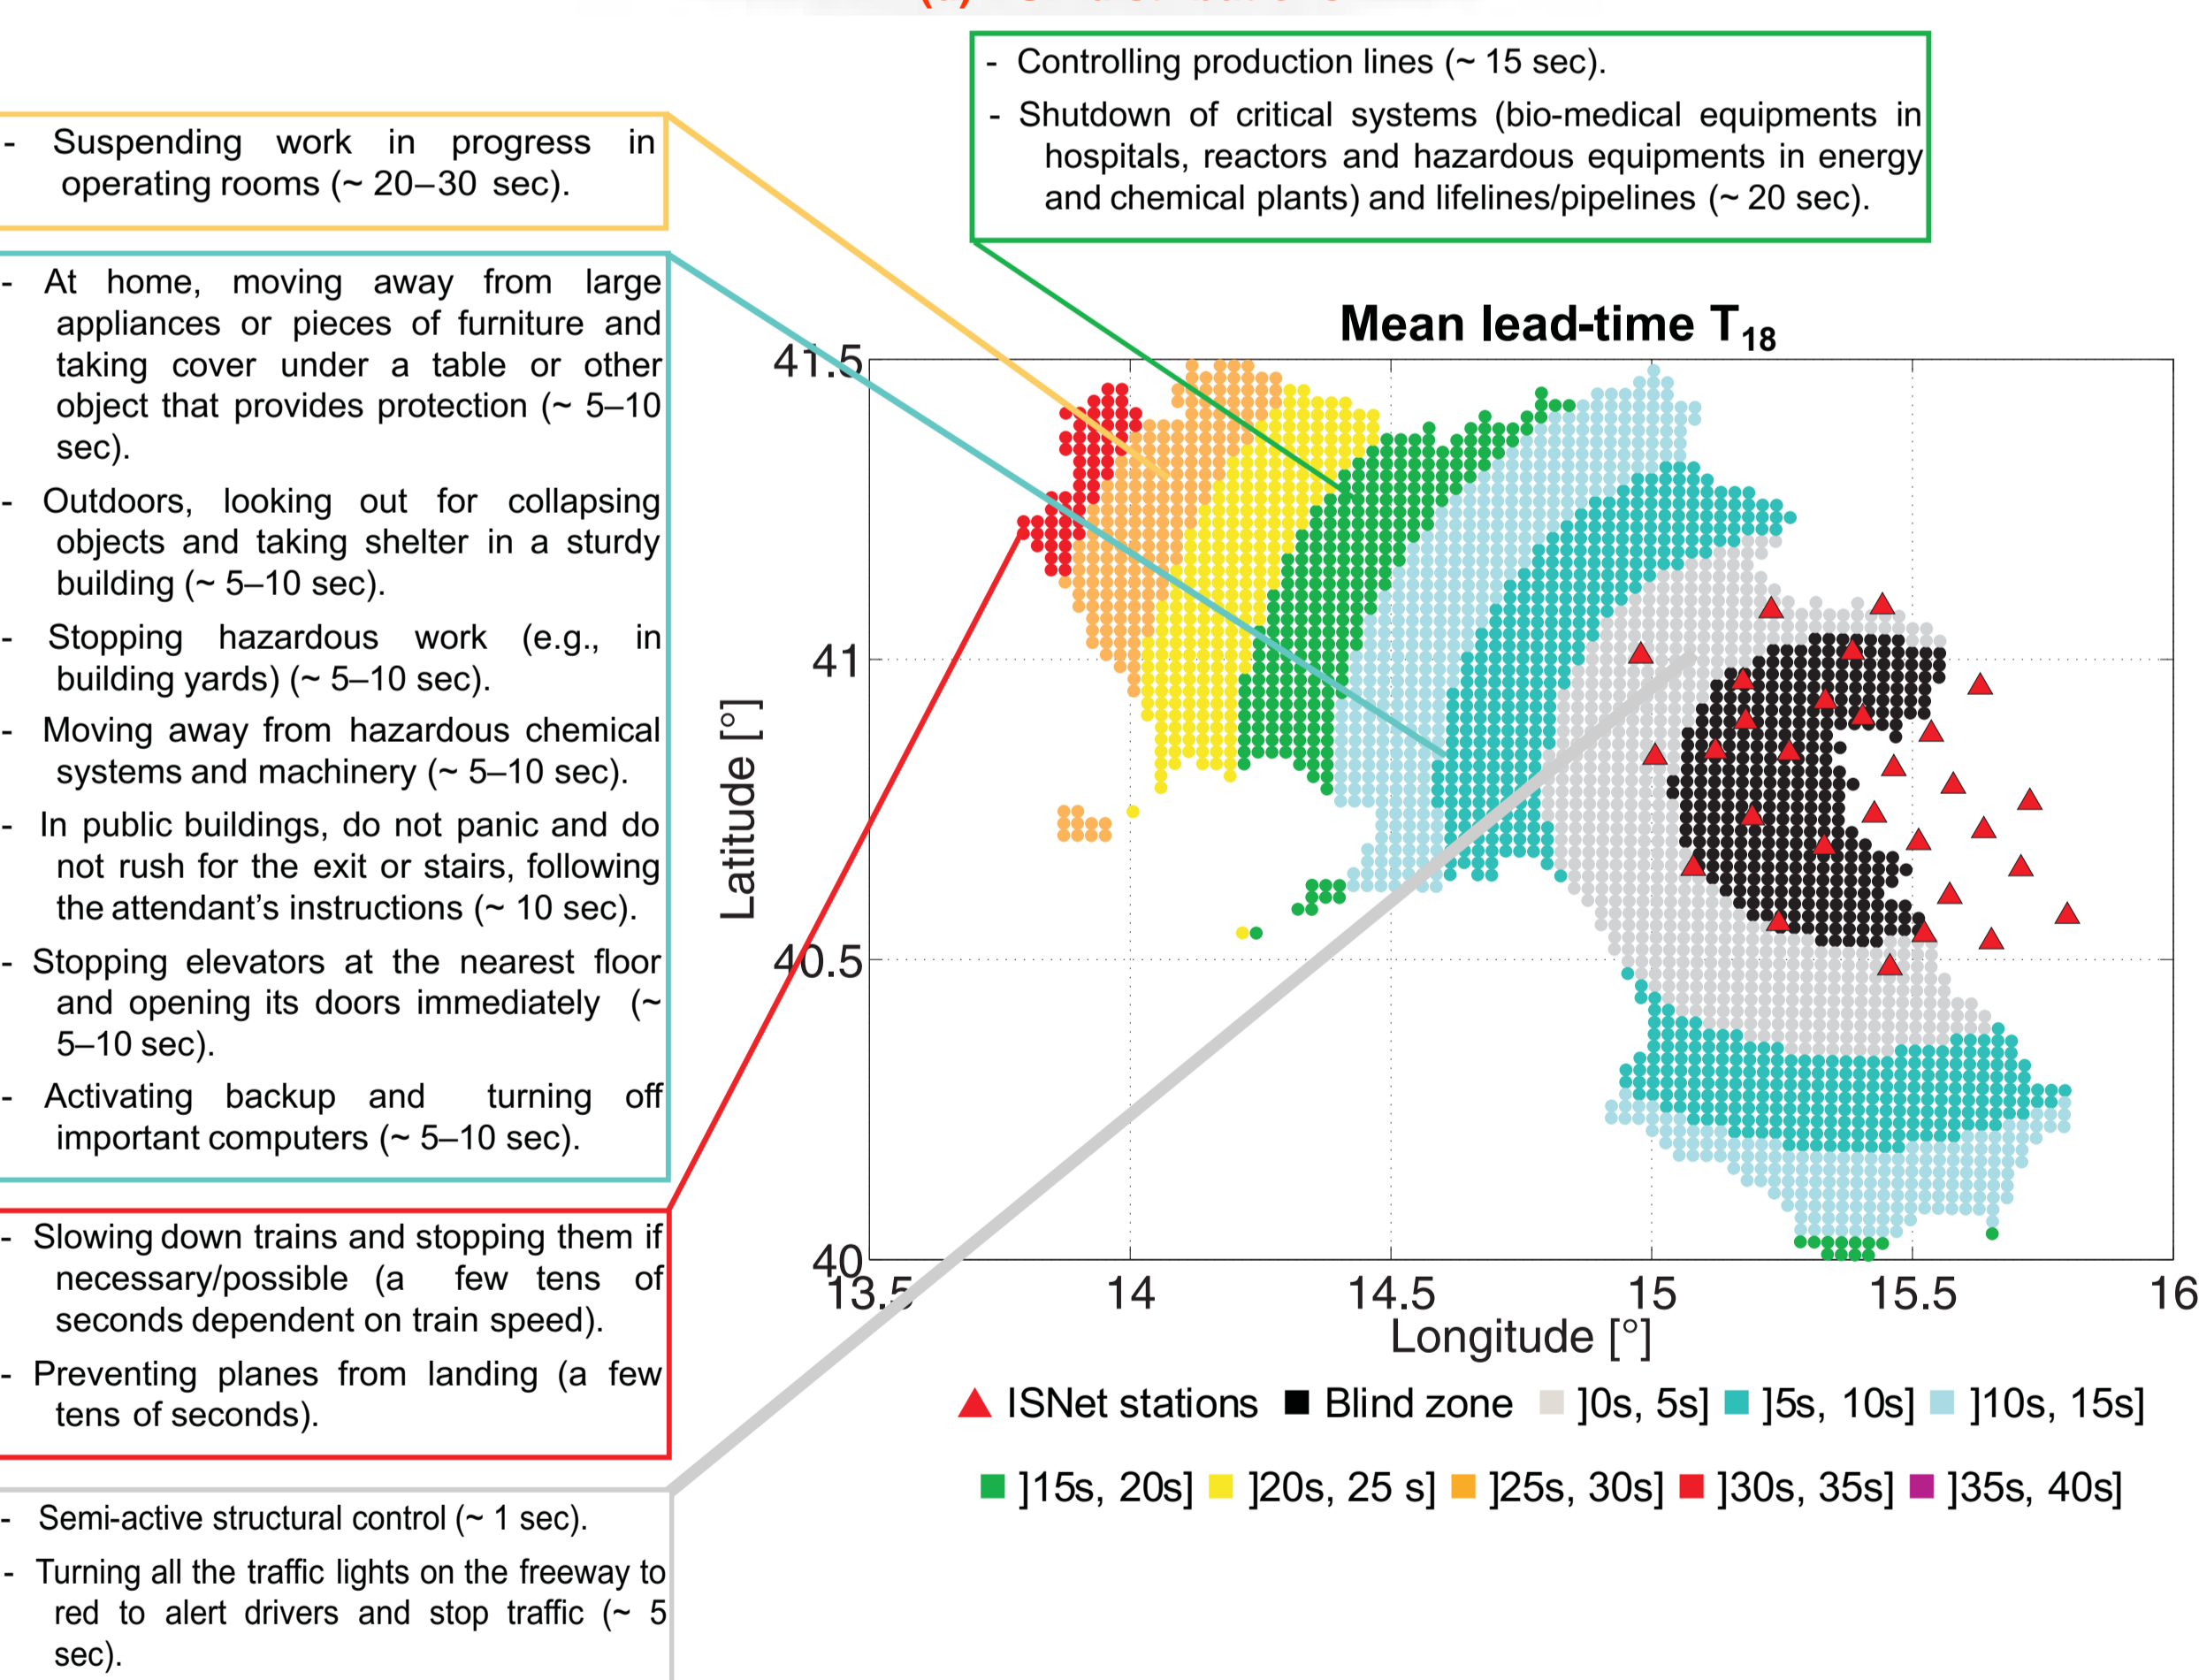 - Controlling production lines (~ 15 sec).
- Shutdown of critical systems (bio-medical equipments in
hospitals, reactors and hazardous equipments in energy
and chemical plants) and lifelines/pipelines (~ 20 sec).
- Suspending work in progress in
operating rooms (~ 20–30 sec).
- At home, moving away from large
appliances or pieces of furniture and
taking cover under a table or other
object that provides protection (~ 5–10
sec).
- Outdoors, looking out for collapsing
objects and taking shelter in a sturdy
building (~ 5–10 sec).
- Stopping hazardous work (e.g., in
building yards) (~ 5–10 sec).
- Moving away from hazardous chemical
systems and machinery (~ 5–10 sec).
- In public buildings, do not panic and do
not rush for the exit or stairs, following
the attendant's instructions (~ 10 sec).
- Stopping elevators at the nearest floor
and opening its doors immediately (~
5–10 sec).
- Activating backup and turning off
important computers (~ 5–10 sec).
- Slowing down trains and stopping them if
necessary/possible (a few tens of
seconds dependent on train speed).
- Preventing planes from landing (a few
tens of seconds).
- Semi-active structural control (~ 1 sec).
- Turning all the traffic lights on the freeway to
red to alert drivers and stop traffic (~ 5
sec).
Mean lead-time T18
41.5
41
40.5
40
Latitude [°]
13.5 14 14.5 15 15.5 16
Longitude [°]
ISNet stations Blind zone ]0s, 5s] ]5s, 10s] ]10s, 15s]
]15s, 20s] ]20s, 25 s] ]25s, 30s] ]30s, 35s] ]35s, 40s]